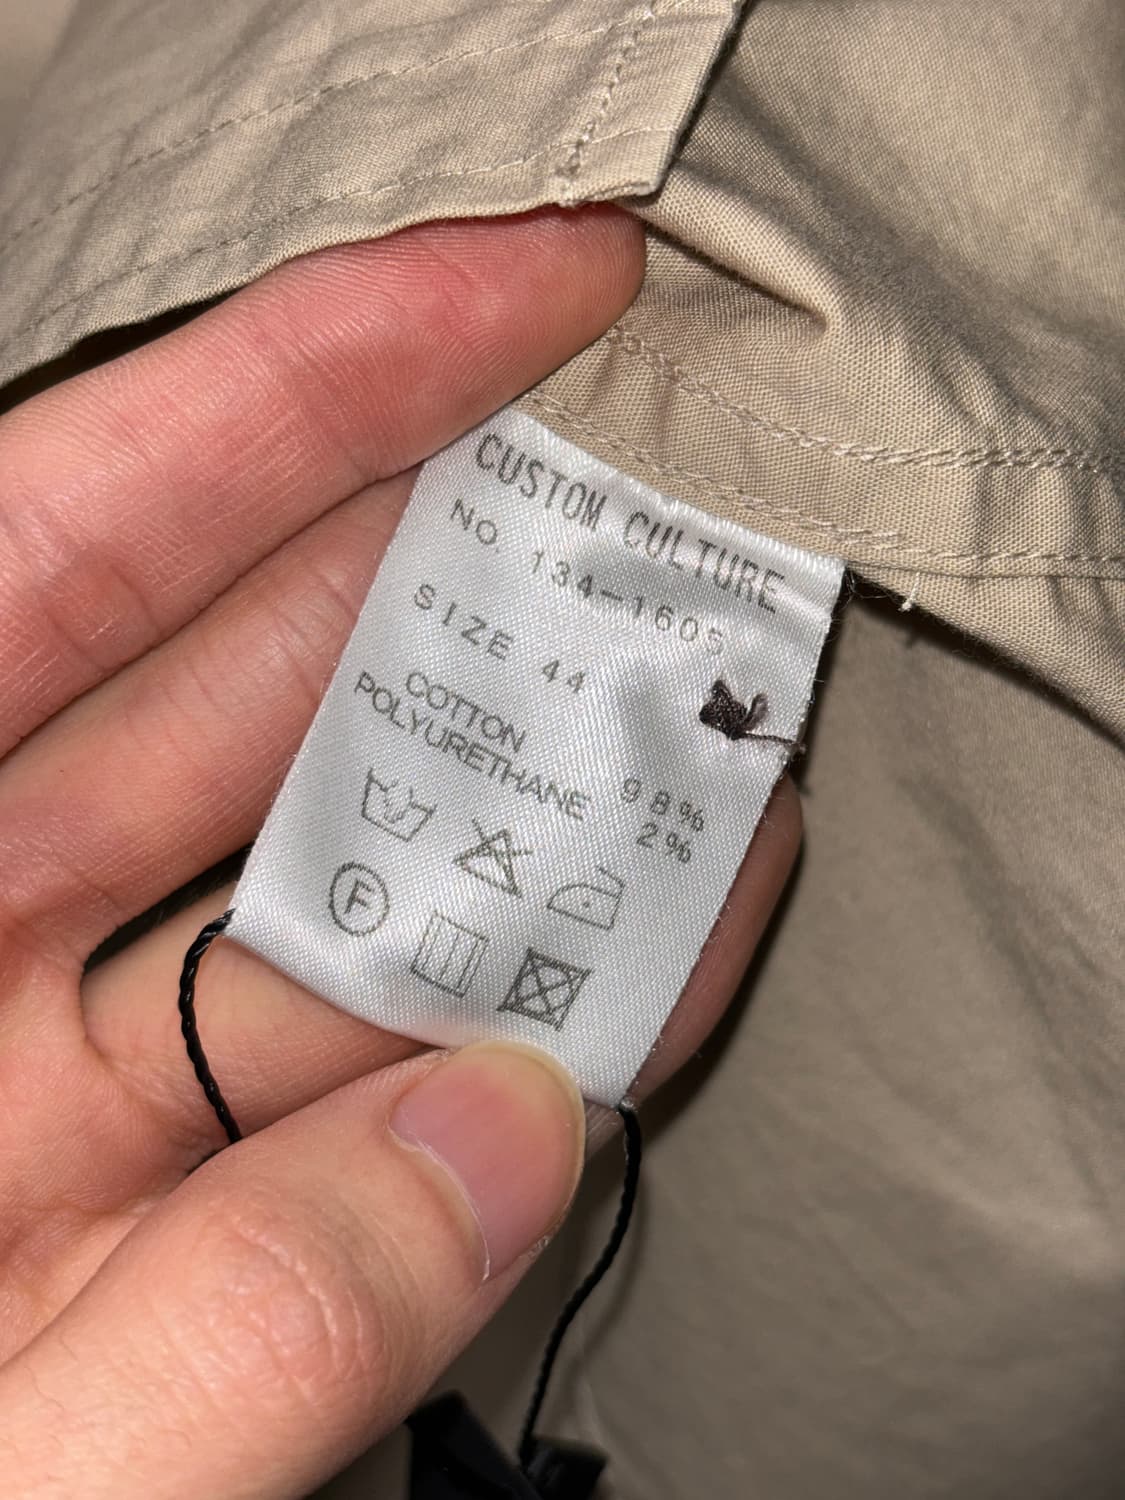 CUSTOM CULTURE
NO. 134-1605
SIZE 44
COTTON 98%
POLYURETHANE 2%
F